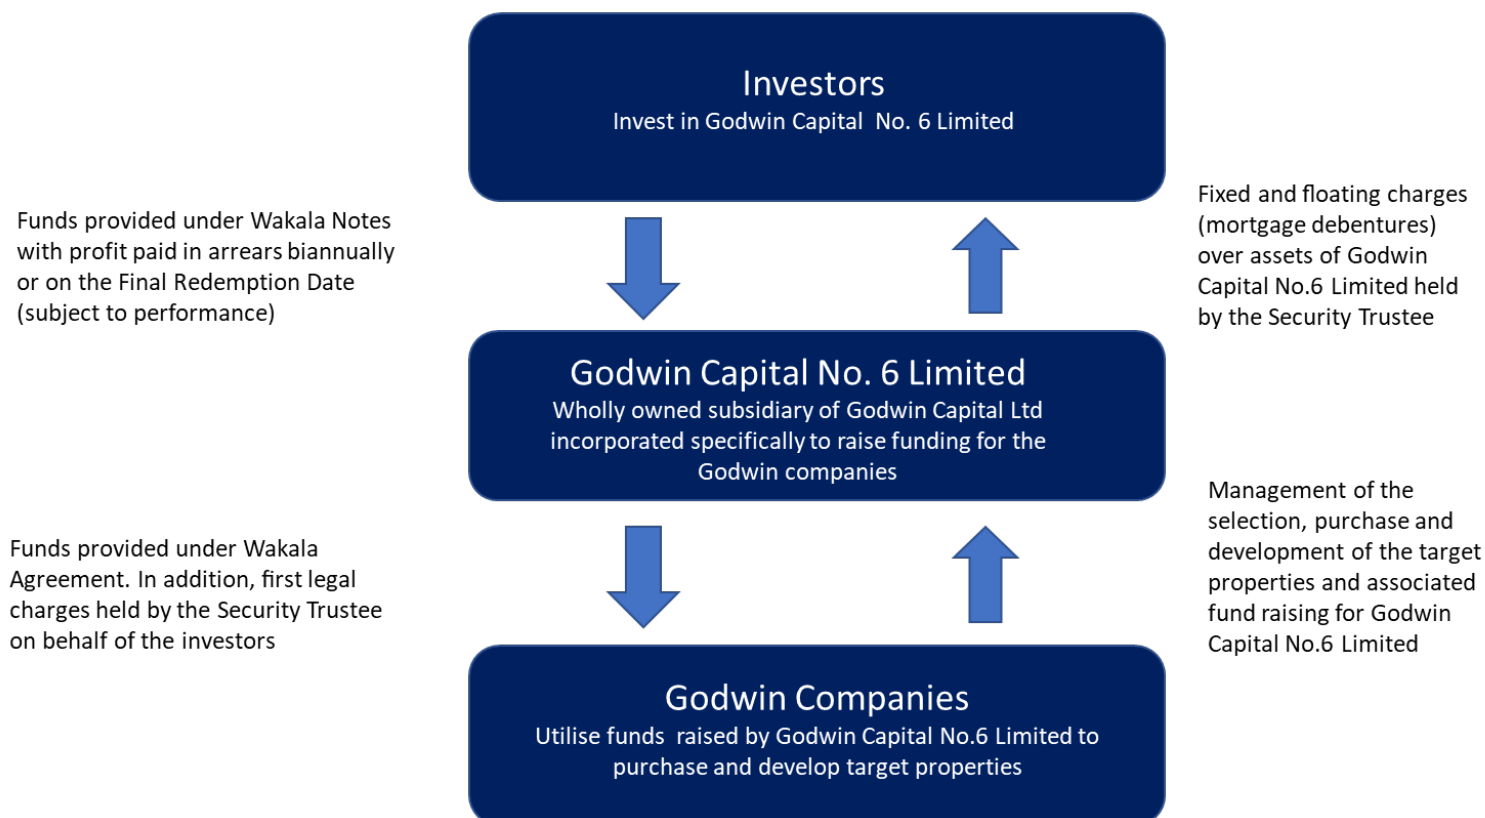 Investors
Invest in Godwin Capital  No. 6 Limited
Funds provided under Wakala Notes
with profit paid in arrears biannually
or on the Final Redemption Date
(subject to performance)
Fixed and floating charges
(mortgage debentures)
over assets of Godwin
Capital No.6 Limited held
by the Security Trustee
Godwin Capital No. 6 Limited
Wholly owned subsidiary of Godwin Capital Ltd
incorporated specifically to raise funding for the
Godwin companies
Funds provided under Wakala
Agreement. In addition, first legal
charges held by the Security Trustee
on behalf of the investors
Management of the
selection, purchase and
development of the target
properties and associated
fund raising for Godwin
Capital No.6 Limited
Godwin Companies
Utilise funds  raised by Godwin Capital No.6 Limited to
purchase and develop target properties